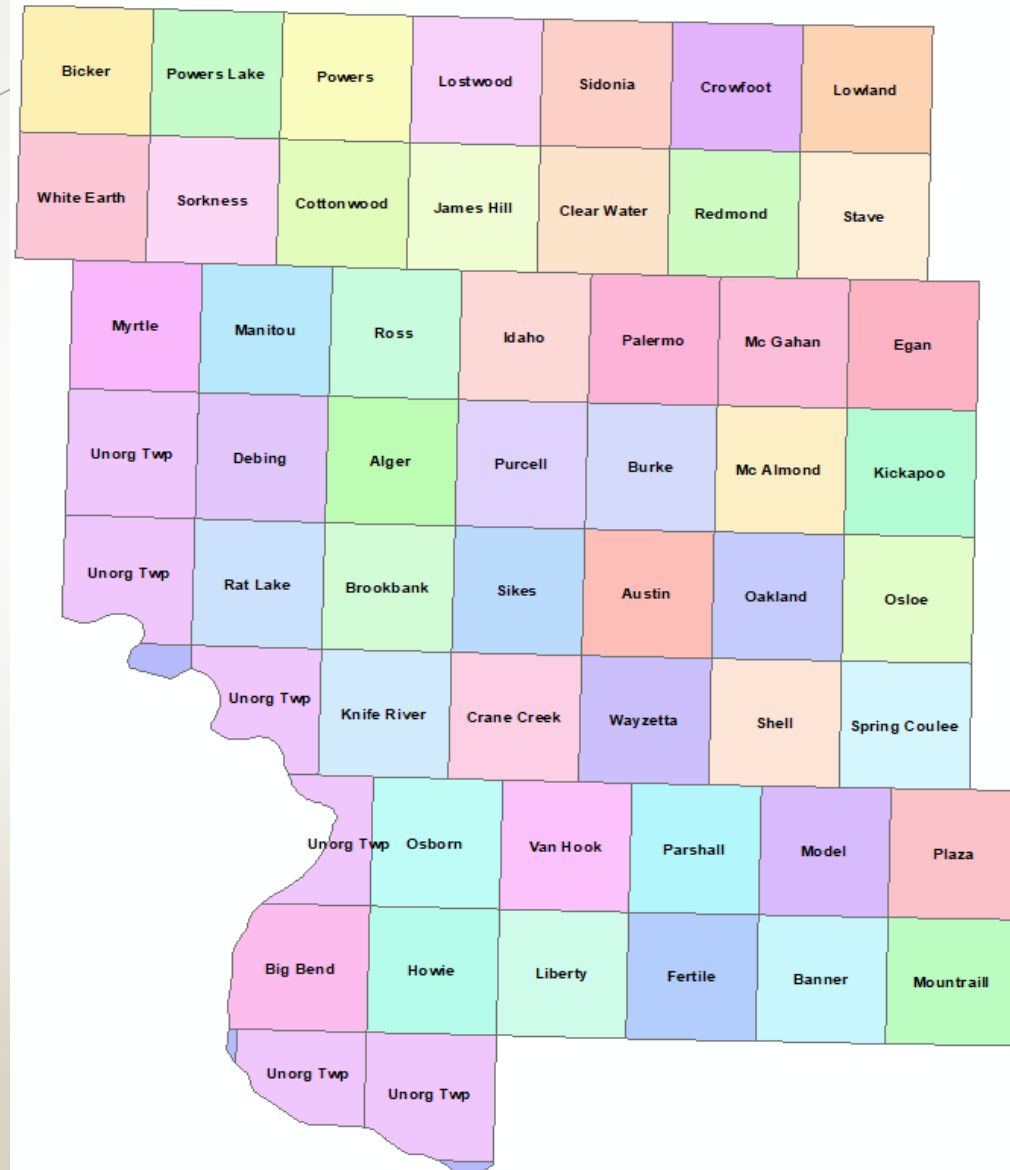 Bicker
Powers Lake
Powers
Lostwood
Sidonia
Crowfoot
Lowland
White Earth
Sorkness
Cottonwood
James Hill
Clear Water
Redmond
Stave
Myrtle
Manitou
Ross
Idaho
Palermo
Mc Gahan
Egan
Unorg Twp
Debing
Alger
Purcell
Burke
Mc Almond
Kickapoo
Unorg Twp
Rat Lake
Brookbank
Sikes
Austin
Oakland
Osloe
Unorg Twp
Knife River
Crane Creek
Wayzetta
Shell
Spring Coulee
Unorg Twp
Osborn
Van Hook
Parshall
Model
Plaza
Big Bend
Howie
Liberty
Fertile
Banner
Mountraill
Unorg Twp
Unorg Twp